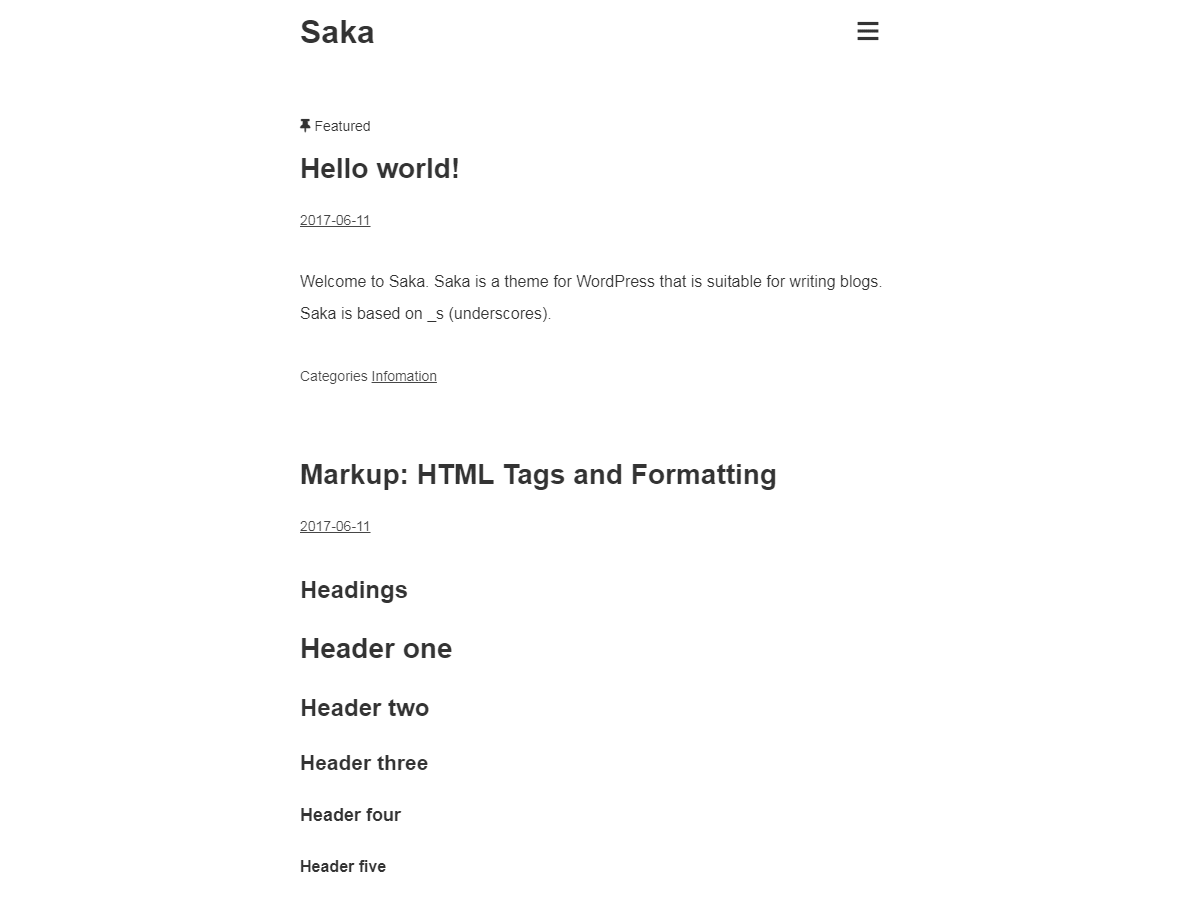 Saka
Featured
Hello world!
2017-06-11
Welcome to Saka. Saka is a theme for WordPress that is suitable for writing blogs.
Saka is based on _s (underscores).
Categories Infomation
Markup: HTML Tags and Formatting
2017-06-11
Headings
Header one
Header two
Header three
Header four
Header five